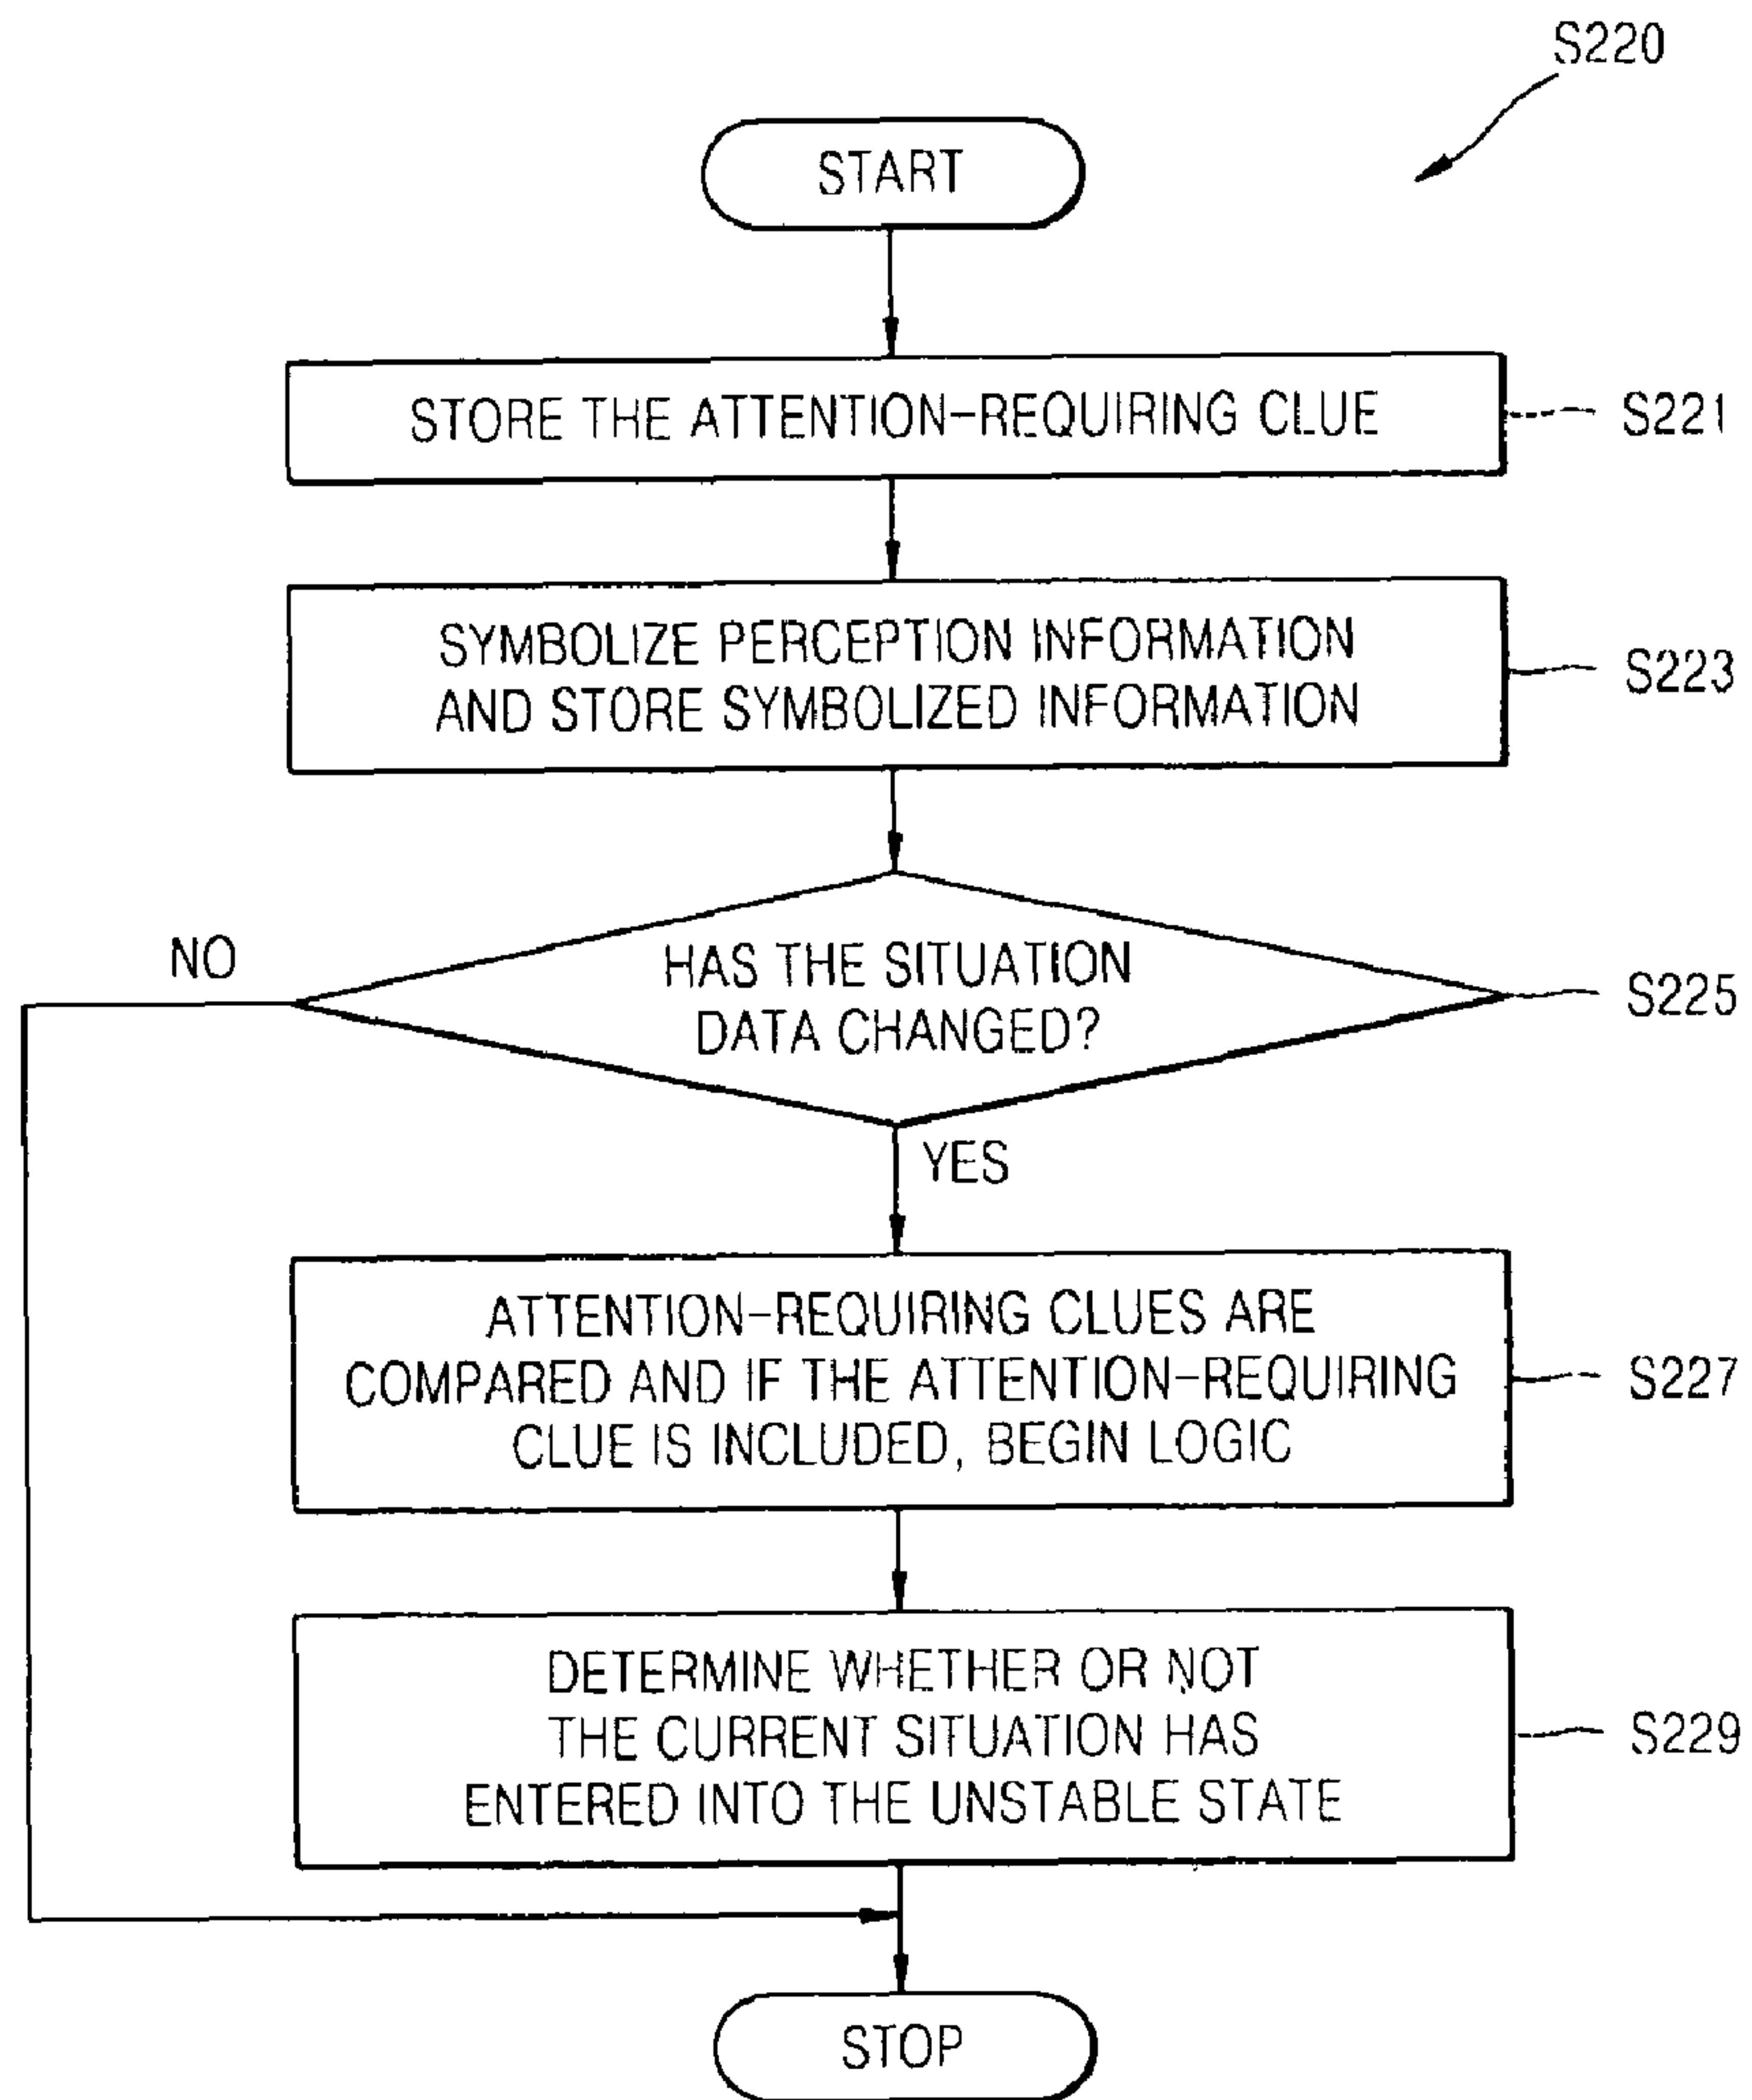 S220
START
STORE THE ATTENTION-REQUIRING CLUE
S221
SYMBOLIZE PERCEPTION INFORMATION
AND STORE SYMBOLIZED INFORMATION
S223
NO
HAS THE SITUATION
DATA CHANGED?
S225
YES
ATTENTION-REQUIRING CLUES ARE
COMPARED AND IF THE ATTENTION-REQUIRING
CLUE IS INCLUDED, BEGIN LOGIC
S227
DETERMINE WHETHER OR NOT
THE CURRENT SITUATION HAS
ENTERED INTO THE UNSTABLE STATE
S229
STOP